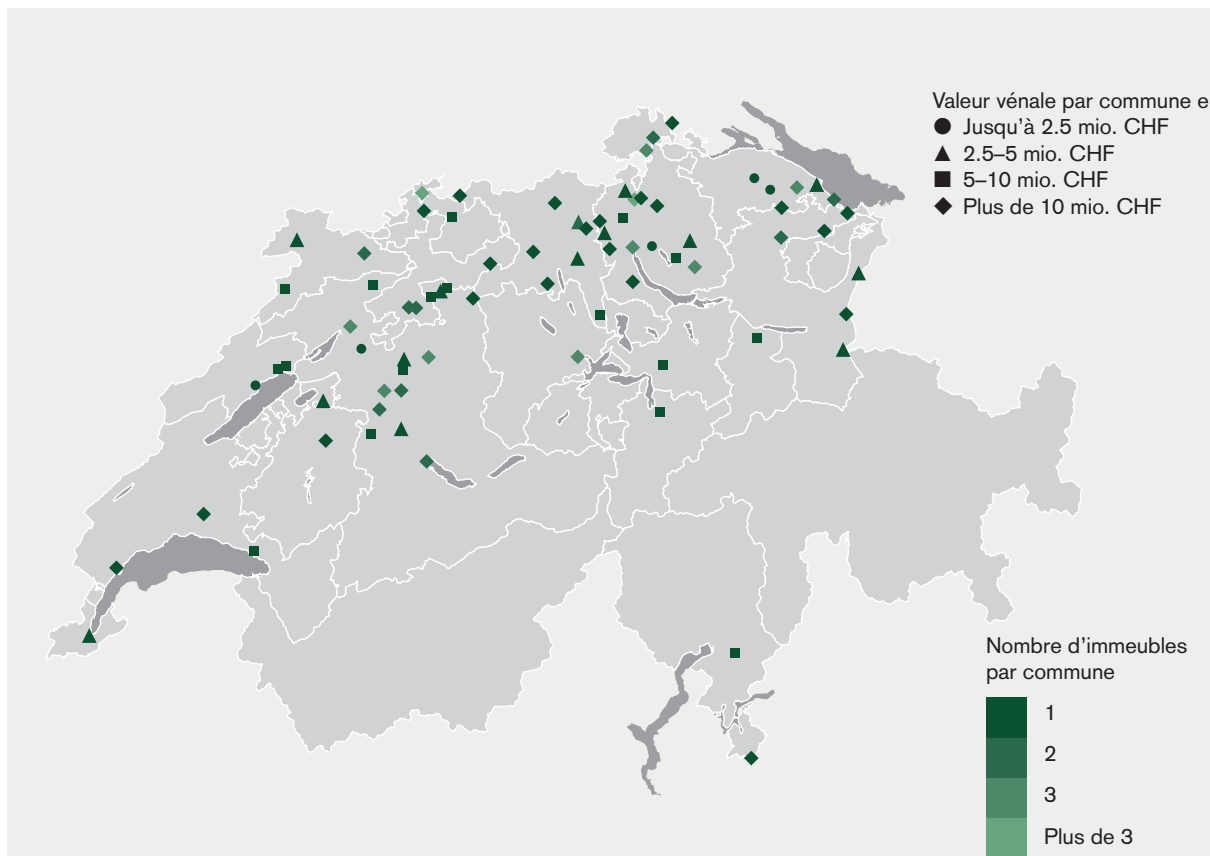 Valeur vénale par commune e
Jusqu'à 2.5 mio. CHF
2.5–5 mio. CHF
5–10 mio. CHF
Plus de 10 mio. CHF
Nombre d'immeubles
par commune
1
2
3
Plus de 3